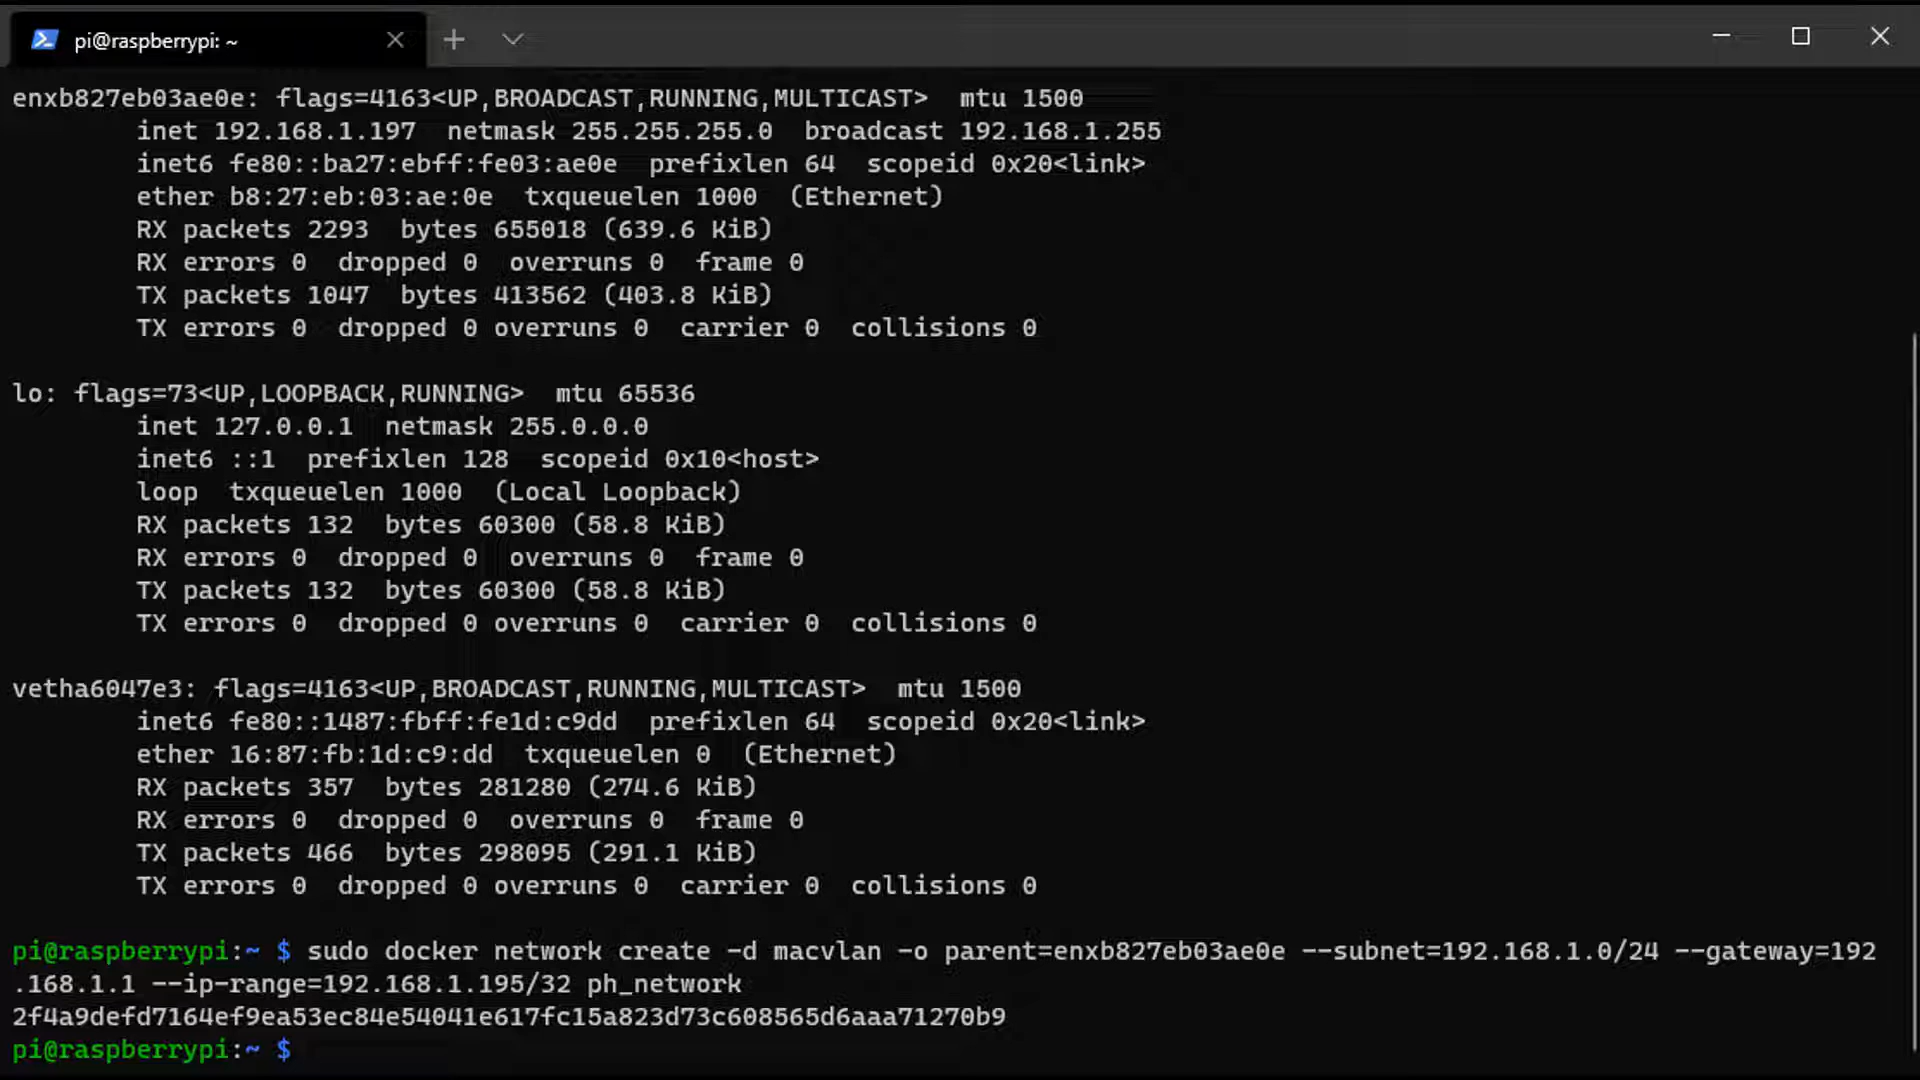 pi@raspberrypi: ~
enxb827eb03ae0e: flags=4163<UP,BROADCAST,RUNNING,MULTICAST>  mtu 1500
        inet 192.168.1.197  netmask 255.255.255.0  broadcast 192.168.1.255
        inet6 fe80::ba27:ebff:fe03:ae0e  prefixlen 64  scopeid 0x20<link>
        ether b8:27:eb:03:ae:0e  txqueuelen 1000  (Ethernet)
        RX packets 2293  bytes 655018 (639.6 KiB)
        RX errors 0  dropped 0  overruns 0  frame 0
        TX packets 1047  bytes 413562 (403.8 KiB)
        TX errors 0  dropped 0 overruns 0  carrier 0  collisions 0
lo: flags=73<UP,LOOPBACK,RUNNING>  mtu 65536
        inet 127.0.0.1  netmask 255.0.0.0
        inet6 ::1  prefixlen 128  scopeid 0x10<host>
        loop  txqueuelen 1000  (Local Loopback)
        RX packets 132  bytes 60300 (58.8 KiB)
        RX errors 0  dropped 0  overruns 0  frame 0
        TX packets 132  bytes 60300 (58.8 KiB)
        TX errors 0  dropped 0 overruns 0  carrier 0  collisions 0
vetha6047e3: flags=4163<UP,BROADCAST,RUNNING,MULTICAST>  mtu 1500
        inet6 fe80::1487:fbff:fe1d:c9dd  prefixlen 64  scopeid 0x20<link>
        ether 16:87:fb:1d:c9:dd  txqueuelen 0  (Ethernet)
        RX packets 357  bytes 281280 (274.6 KiB)
        RX errors 0  dropped 0  overruns 0  frame 0
        TX packets 466  bytes 298095 (291.1 KiB)
        TX errors 0  dropped 0 overruns 0  carrier 0  collisions 0
pi@raspberrypi:~ $ sudo docker network create -d macvlan -o parent=enxb827eb03ae0e --subnet=192.168.1.0/24 --gateway=192
.168.1.1 --ip-range=192.168.1.195/32 ph_network
2f4a9defd7164ef9ea53ec84e54041e617fc15a823d73c608565d6aaa71270b9
pi@raspberrypi:~ $